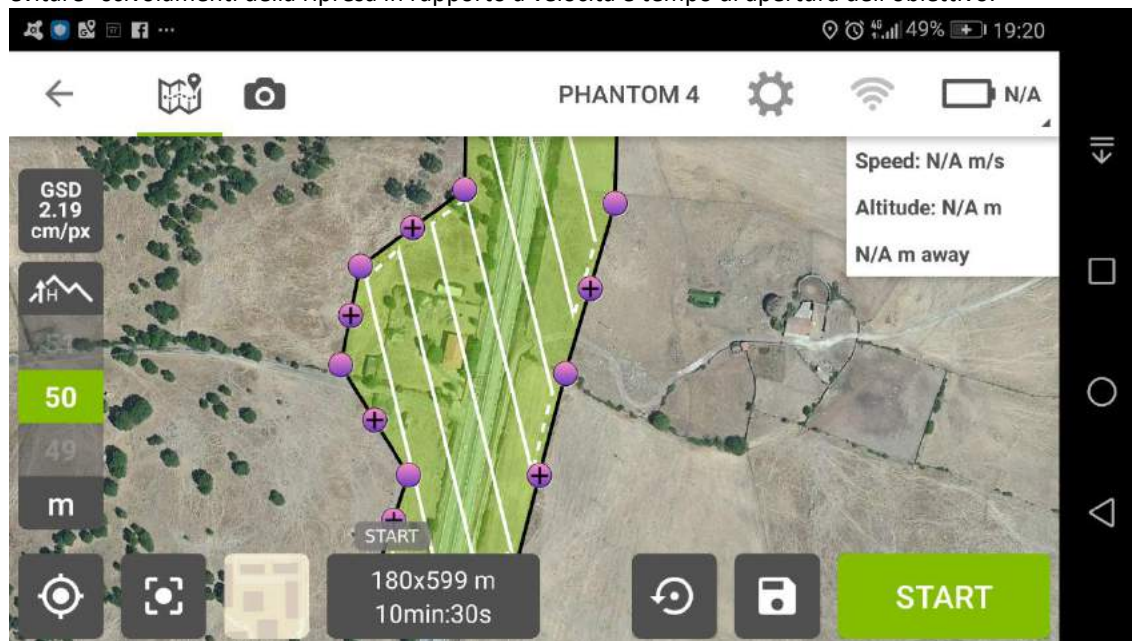 4G 49% 19:20
PHANTOM 4
N/A
GSD
2.19
cm/px
Speed: N/A m/s
Altitude: N/A m
N/A m away
H
50
49
m
START
180x599 m
10min:30s
START